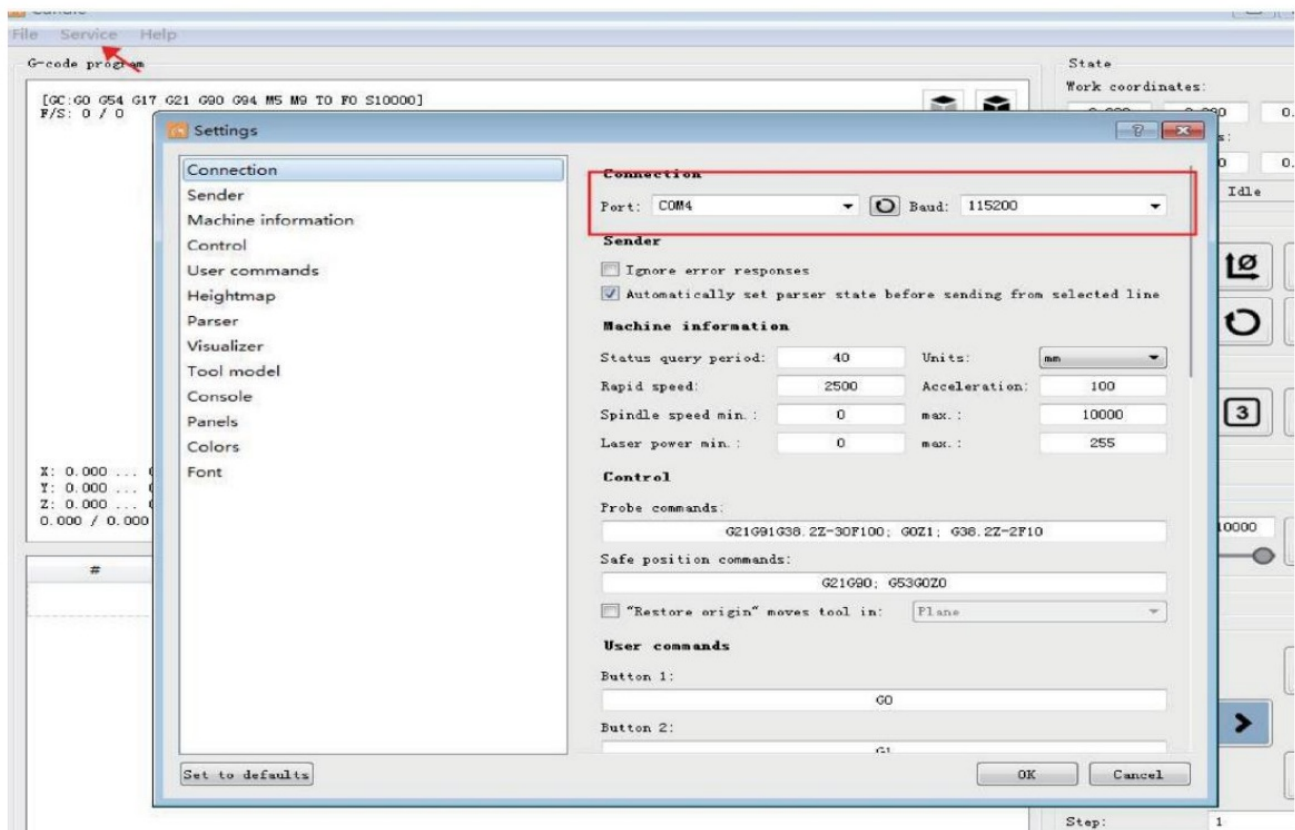 File Service Help
G-code program
[GC:G0 G54 G17 G21 G90 G94 M5 M9 T0 F0 S10000]
F/S: 0 / 0
State
Work coordinates:
0.
0.
Idle
Settings
Connection
Sender
Machine information
Control
User commands
Heightmap
Parser
Visualizer
Tool model
Console
Panels
Colors
Font
Connection
Port: COM4 Baud: 115200
Sender
Ignore error responses
Automatically set parser state before sending from selected line
Machine information
Status query period: 40 Units: mm
Rapid speed: 2500 Acceleration: 100
Spindle speed min.: 0 max.: 10000
Laser power min.: 0 max.: 255
Control
Probe commands:
G21G91G38.2Z-30F100; G0Z1; G38.2Z-2F10
Safe position commands:
G21G90; G53G0Z0
"Restore origin" moves tool in: Plane
User commands
Button 1:
G0
Button 2:
G1
Set to defaults OK Cancel
X: 0.000 ...
Y: 0.000 ...
Z: 0.000 ...
0.000 / 0.000
#
3
10000
Step: 1